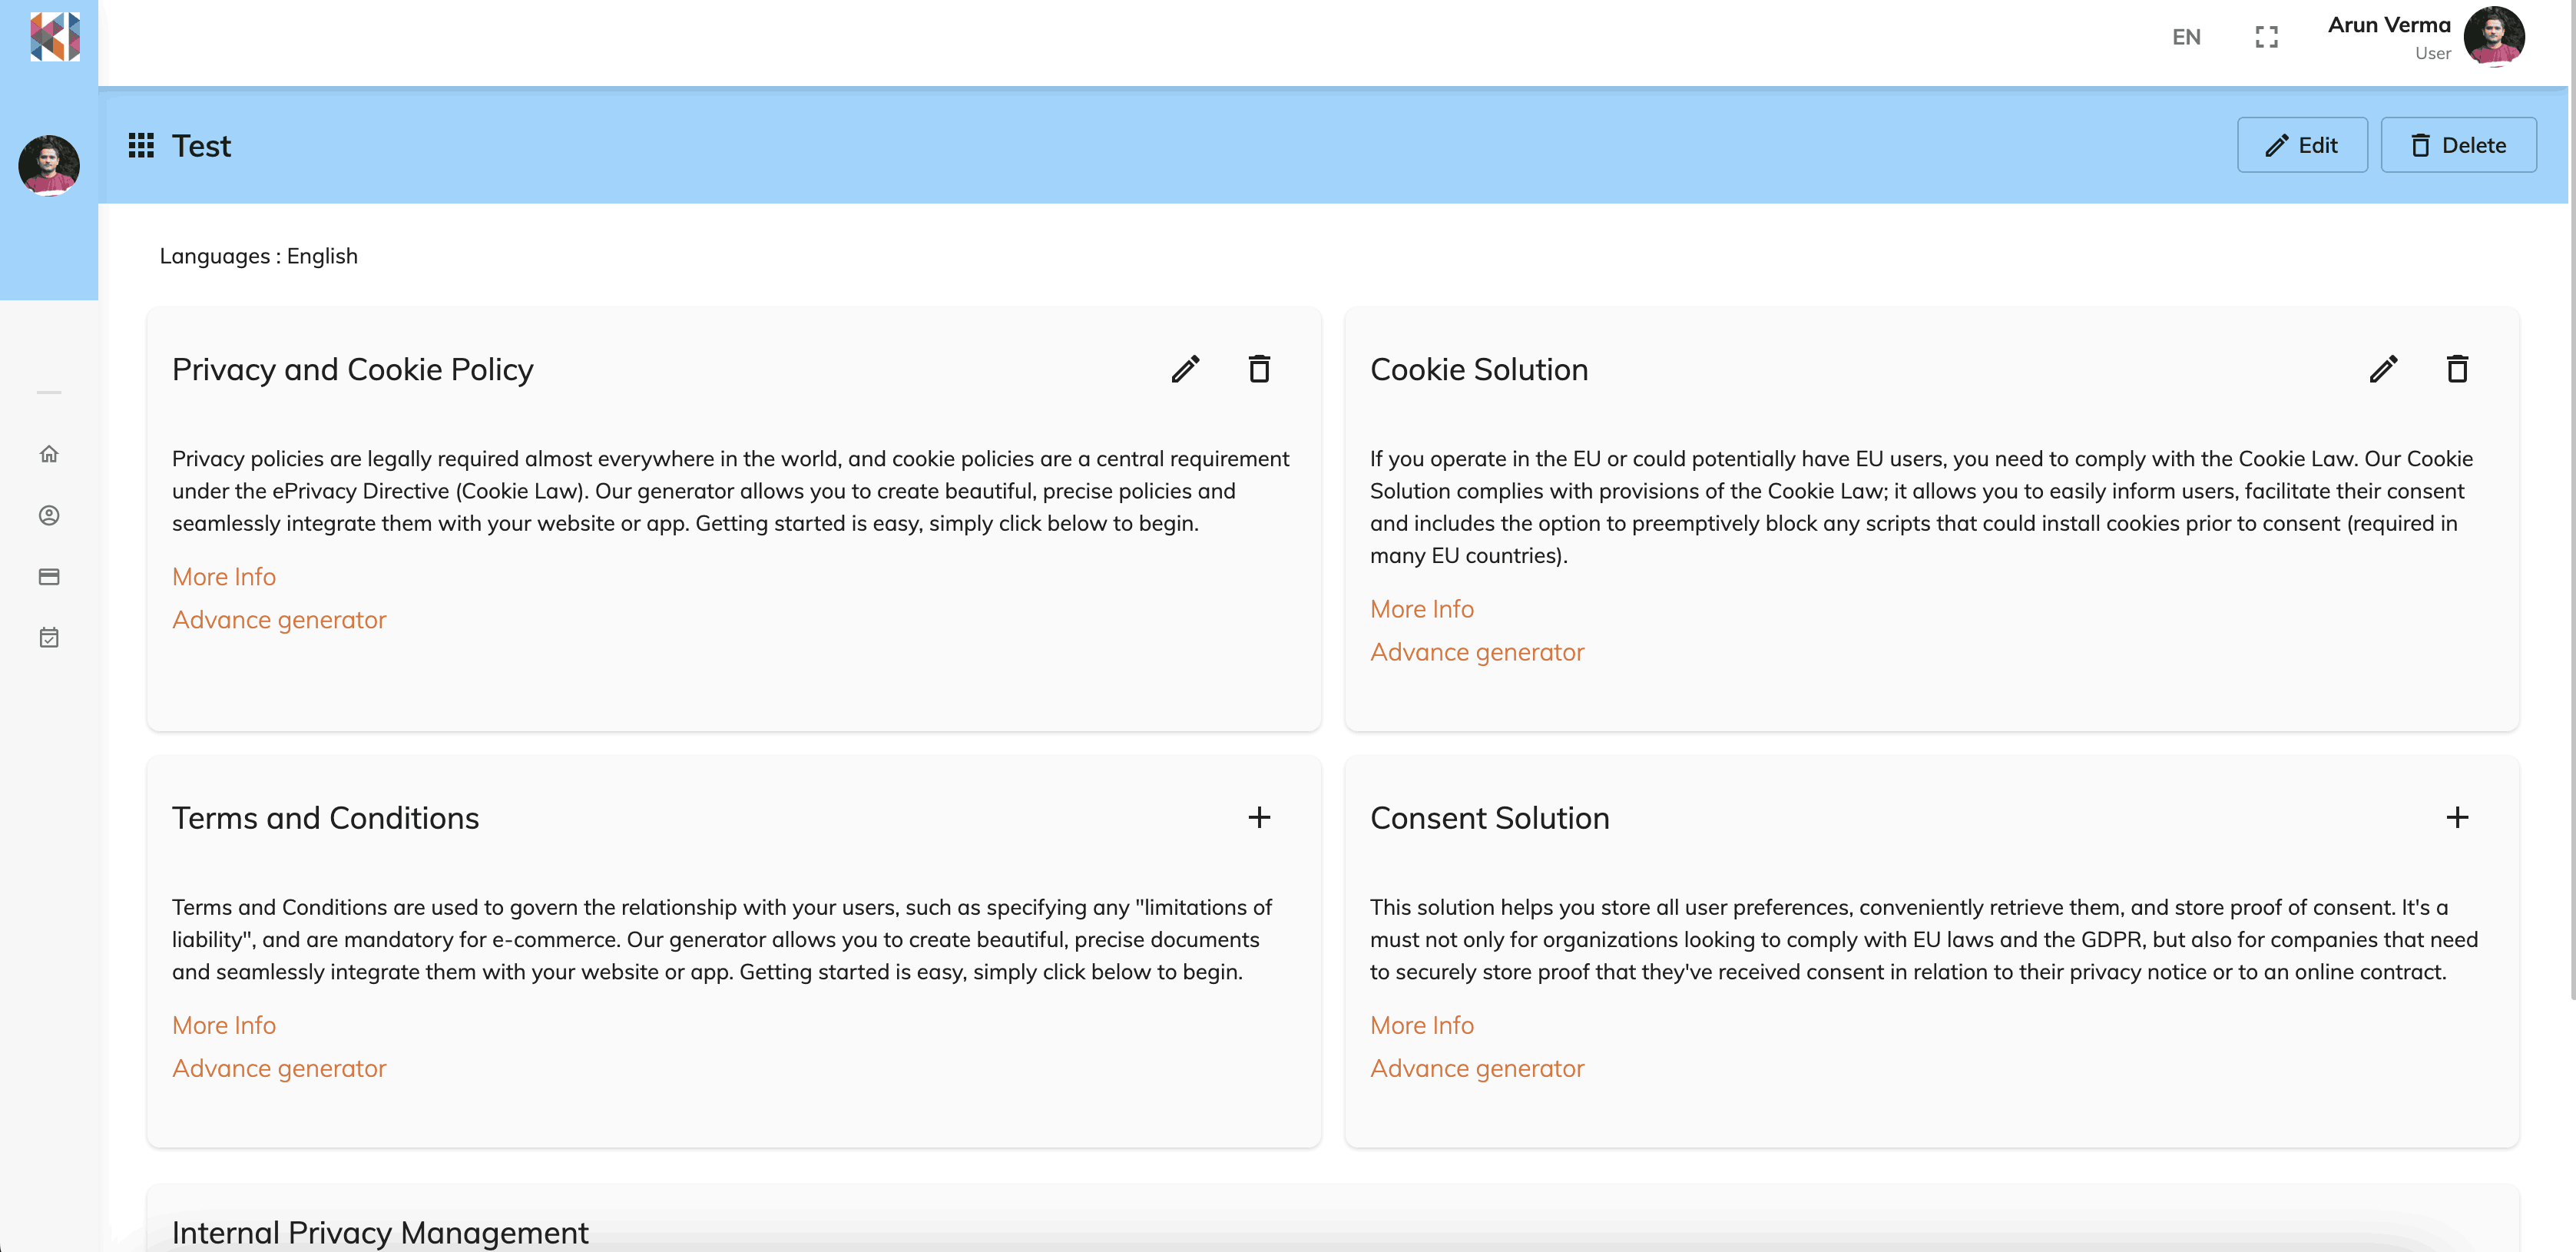 EN
Arun Verma
User
Test
Edit
Delete
Languages : English
Privacy and Cookie Policy
Privacy policies are legally required almost everywhere in the world, and cookie policies are a central requirement
under the ePrivacy Directive (Cookie Law). Our generator allows you to create beautiful, precise policies and
seamlessly integrate them with your website or app. Getting started is easy, simply click below to begin.
More Info
Advance generator
Cookie Solution
If you operate in the EU or could potentially have EU users, you need to comply with the Cookie Law. Our Cookie
Solution complies with provisions of the Cookie Law; it allows you to easily inform users, facilitate their consent
and includes the option to preemptively block any scripts that could install cookies prior to consent (required in
many EU countries).
More Info
Advance generator
Terms and Conditions
Terms and Conditions are used to govern the relationship with your users, such as specifying any "limitations of
liability", and are mandatory for e-commerce. Our generator allows you to create beautiful, precise documents
and seamlessly integrate them with your website or app. Getting started is easy, simply click below to begin.
More Info
Advance generator
Consent Solution
This solution helps you store all user preferences, conveniently retrieve them, and store proof of consent. It's a
must not only for organizations looking to comply with EU laws and the GDPR, but also for companies that need
to securely store proof that they've received consent in relation to their privacy notice or to an online contract.
More Info
Advance generator
Internal Privacy Management